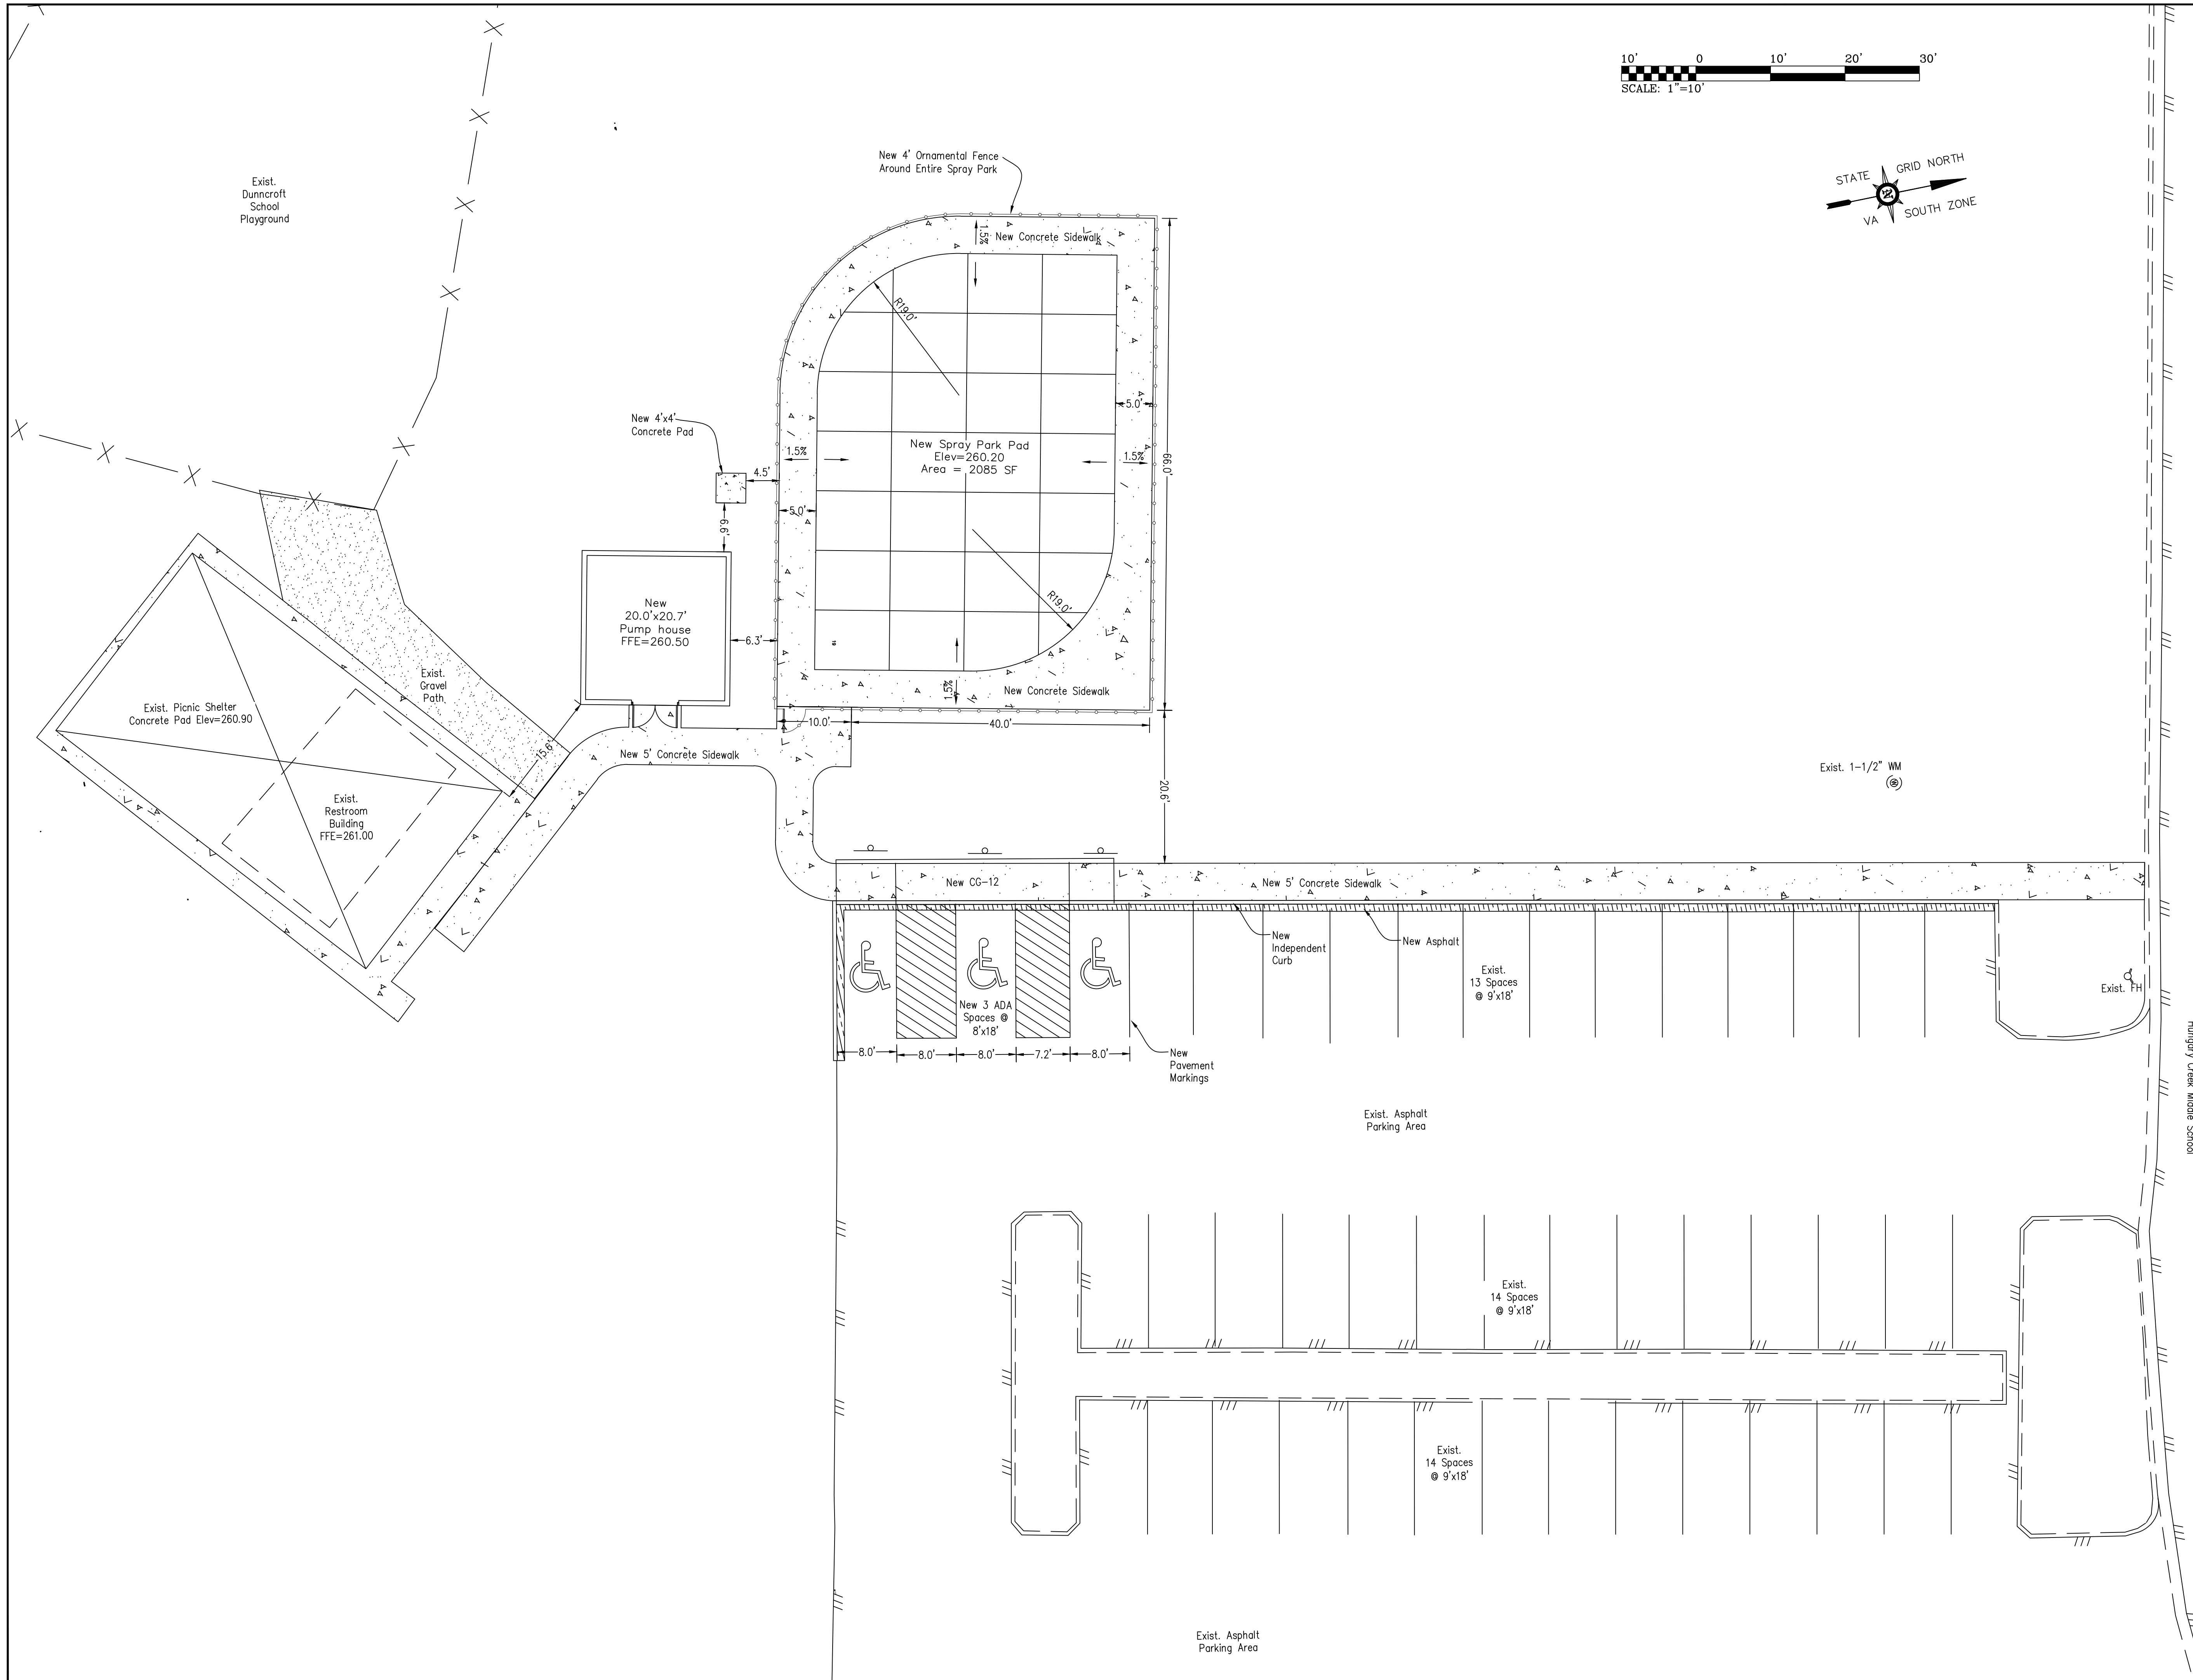 10' 0 10' 20' 30'
SCALE: 1"=10'
STATE GRID NORTH
VA SOUTH ZONE
New 4' Ornamental Fence
Around Entire Spray Park
Exist.
Dunncroft
School
Playground
1.5%
New Concrete Sidewalk
R19.0'
5.0'
New 4'x4'
Concrete Pad
4.5'
1.5%
New Spray Park Pad
Elev=260.20
Area = 2085 SF
1.5%
66.0'
5.0'
6.6'
New
20.0'x20.7'
Pump house
FFE=260.50
6.3'
R19.0'
Exist.
Gravel
Path
1.5%
New Concrete Sidewalk
Exist. Picnic Shelter
Concrete Pad Elev=260.90
10.0'
40.0'
15.6'
New 5' Concrete Sidewalk
20.6'
Exist. 1-1/2" WM
Exist.
Restroom
Building
FFE=261.00
New CG-12
New 5' Concrete Sidewalk
New
Independent
Curb
New Asphalt
Exist.
13 Spaces
@ 9'x18'
Exist. FH
New 3 ADA
Spaces @
8'x18'
8.0'
8.0'
8.0'
7.2'
8.0'
New
Pavement
Markings
Hungary Creek Middle School
Exist. Asphalt
Parking Area
Exist.
14 Spaces
@ 9'x18'
Exist.
14 Spaces
@ 9'x18'
Exist. Asphalt
Parking Area